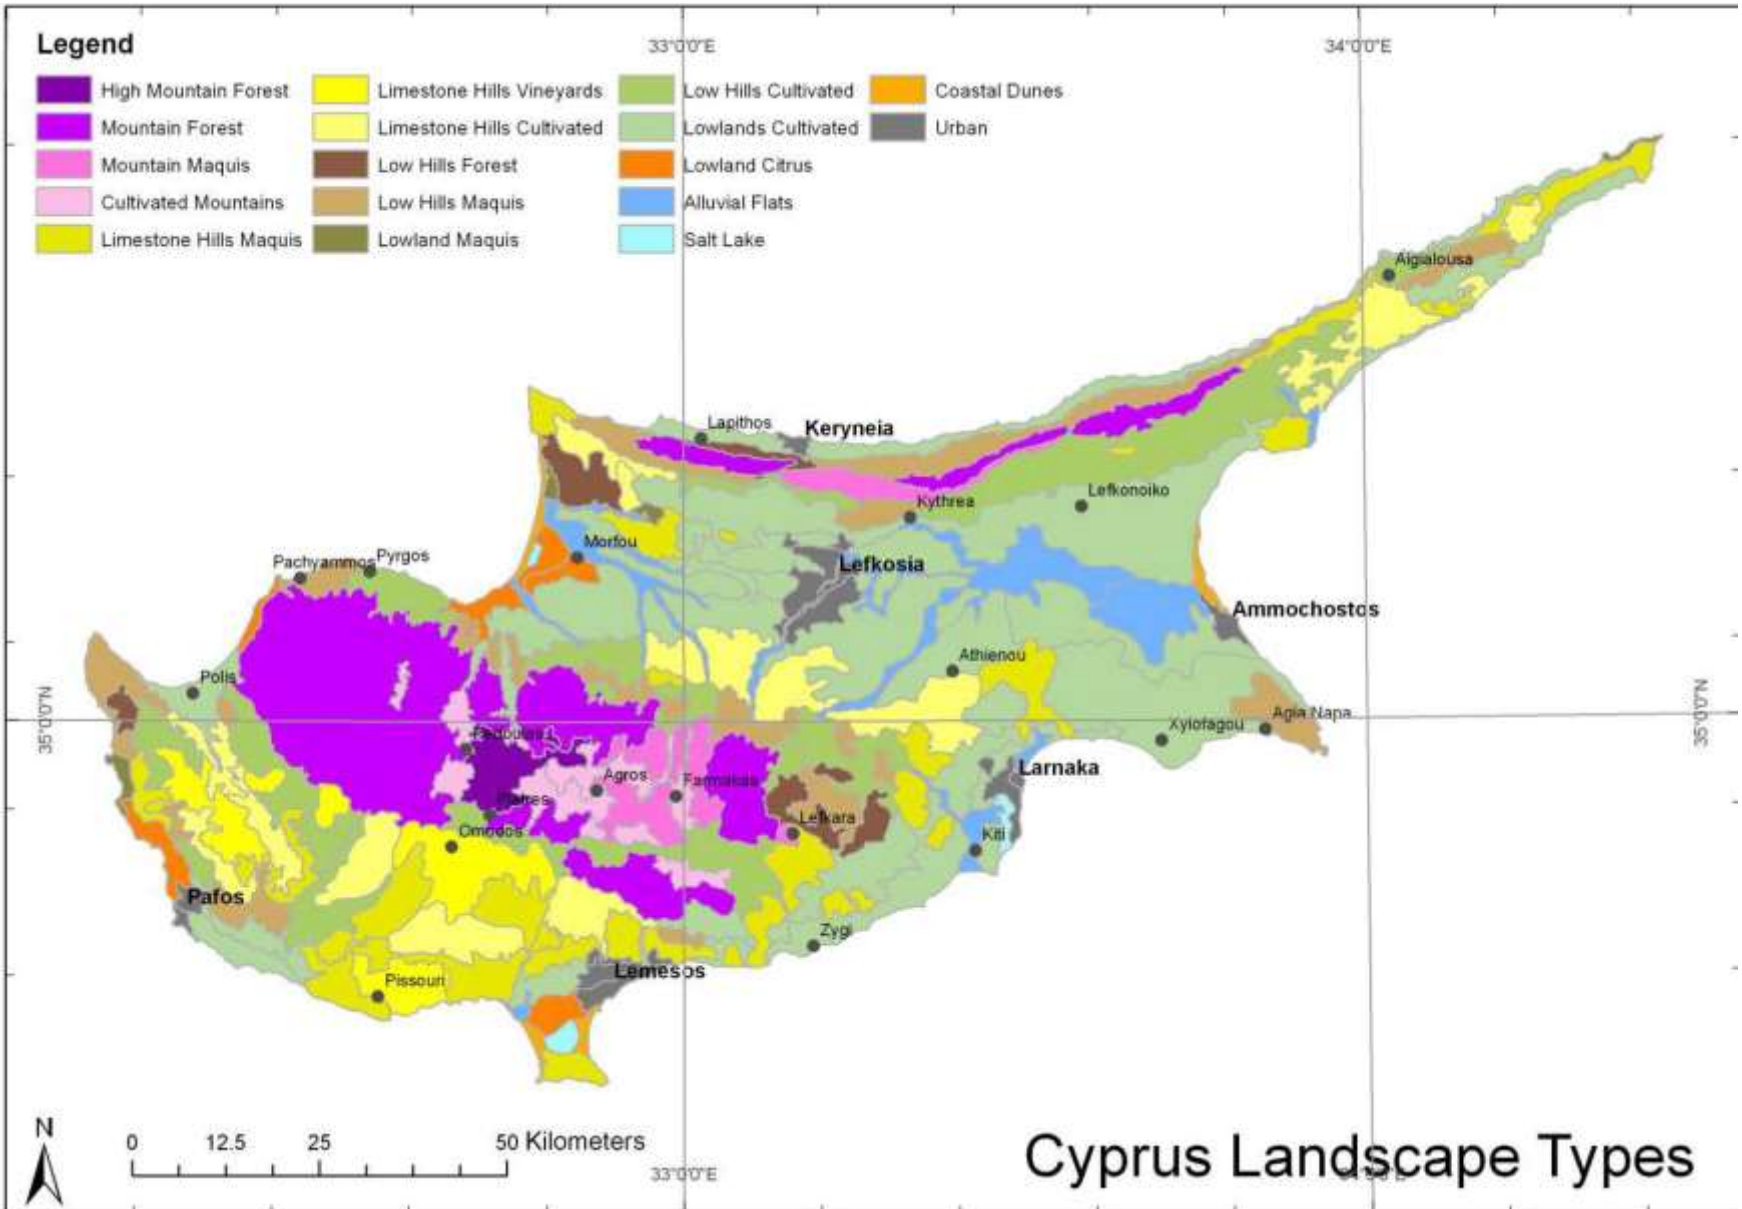 Legend
33°0'0"E
34°0'0"E
High Mountain Forest
Mountain Forest
Mountain Maquis
Cultivated Mountains
Limestone Hills Maquis
Limestone Hills Vineyards
Limestone Hills Cultivated
Low Hills Forest
Low Hills Maquis
Lowland Maquis
Low Hills Cultivated
Lowlands Cultivated
Lowland Citrus
Alluvial Flats
Salt Lake
Coastal Dunes
Urban
Aigialousa
Lapithos
Keryneia
Kythrea
Lefkonoiko
Morfou
Pachyammos
Pyrgos
Lefkosia
Ammochostos
Athienou
Polis
35°0'0"N
35°0'0"N
Xylofagou
Agia Napa
Pedoulas
Agros
Farmakas
Larnaka
Platres
Omodos
Lefkara
Kiti
Pafos
Zygi
Lemesos
Pissouri
N
0 12.5 25 50 Kilometers
33°0'0"E
Cyprus Landscape Types